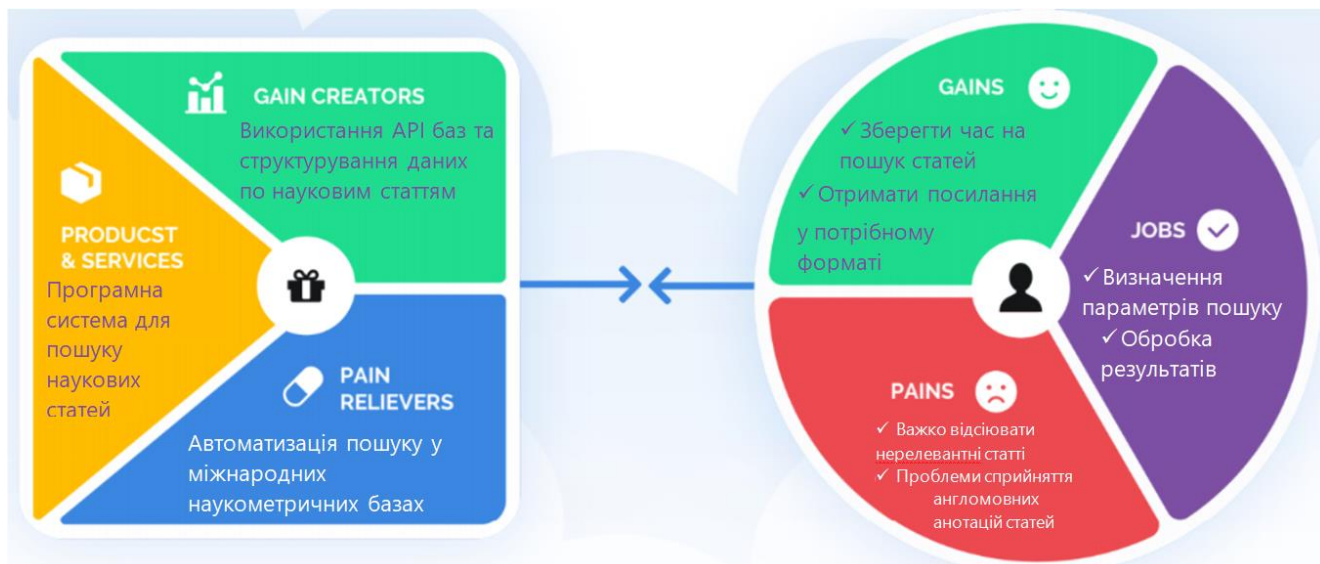 GAIN CREATORS
Використання API баз та
структурування даних
по науковим статтям
PRODUCST
& SERVICES
Програмна
система для
пошуку
наукових
статей
PAIN
RELIEVERS
Автоматизація пошуку у
міжнародних
наукометричних базах
GAINS
✓ Зберегти час на
пошук статей
✓ Отримати посилання
у потрібному
форматі
JOBS
✓ Визначення
параметрів пошуку
✓ Обробка
результатів
PAINS
✓ Важко відсіювати
нерелевантні статті
✓ Проблеми сприйняття
англомовних
анотацій статей